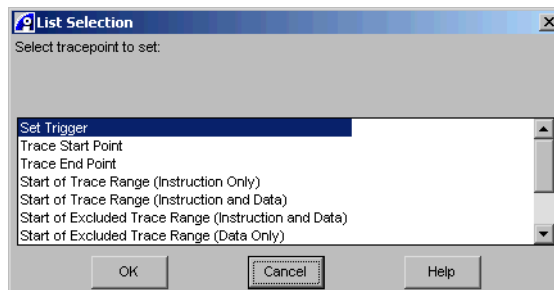 List Selection
Select tracepoint to set:
Set Trigger
Trace Start Point
Trace End Point
Start of Trace Range (Instruction Only)
Start of Trace Range (Instruction and Data)
Start of Excluded Trace Range (Instruction and Data)
Start of Excluded Trace Range (Data Only)
OK Cancel Help